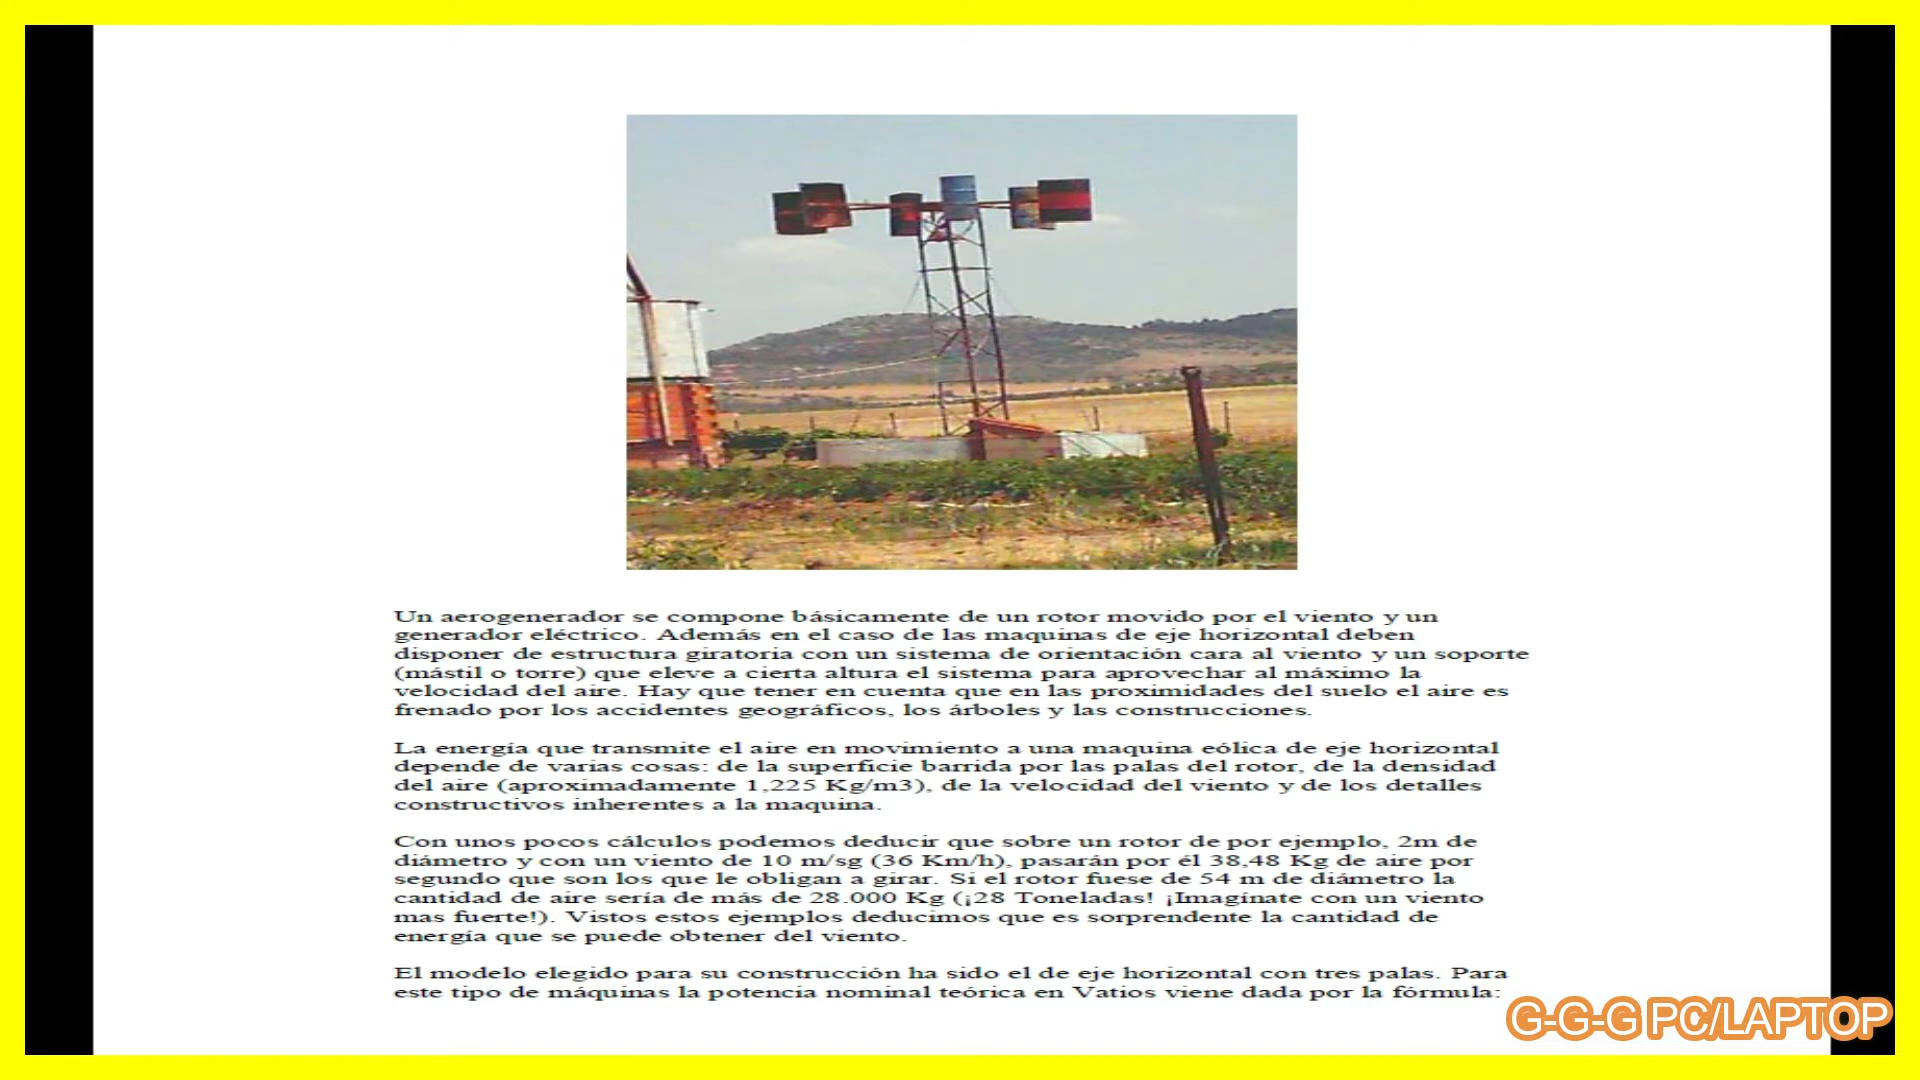 Un aerogenerador se compone básicamente de un rotor movido por el viento y un
generador eléctrico. Además en el caso de las maquinas de eje horizontal deben
disponer de estructura giratoria con un sistema de orientación cara al viento y un soporte
(mástil o torre) que eleve a cierta altura el sistema para aprovechar al máximo la
velocidad del aire. Hay que tener en cuenta que en las proximidades del suelo el aire es
frenado por los accidentes geográficos, los árboles y las construcciones.
La energía que transmite el aire en movimiento a una maquina eólica de eje horizontal
depende de varias cosas: de la superficie barrida por las palas del rotor, de la densidad
del aire (aproximadamente 1,225 Kg/m3), de la velocidad del viento y de los detalles
constructivos inherentes a la maquina.
Con unos pocos cálculos podemos deducir que sobre un rotor de por ejemplo, 2m de
diámetro y con un viento de 10 m/sg (36 Km/h), pasarán por él 38,48 Kg de aire por
segundo que son los que le obligan a girar. Si el rotor fuese de 54 m de diámetro la
cantidad de aire sería de más de 28.000 Kg (¡28 Toneladas! ¡Imagínate con un viento
mas fuerte!). Vistos estos ejemplos deducimos que es sorprendente la cantidad de
energía que se puede obtener del viento.
El modelo elegido para su construcción ha sido el de eje horizontal con tres palas. Para
este tipo de máquinas la potencia nominal teórica en Vatios viene dada por la fórmula:
G-G-G PC/LAPTOP